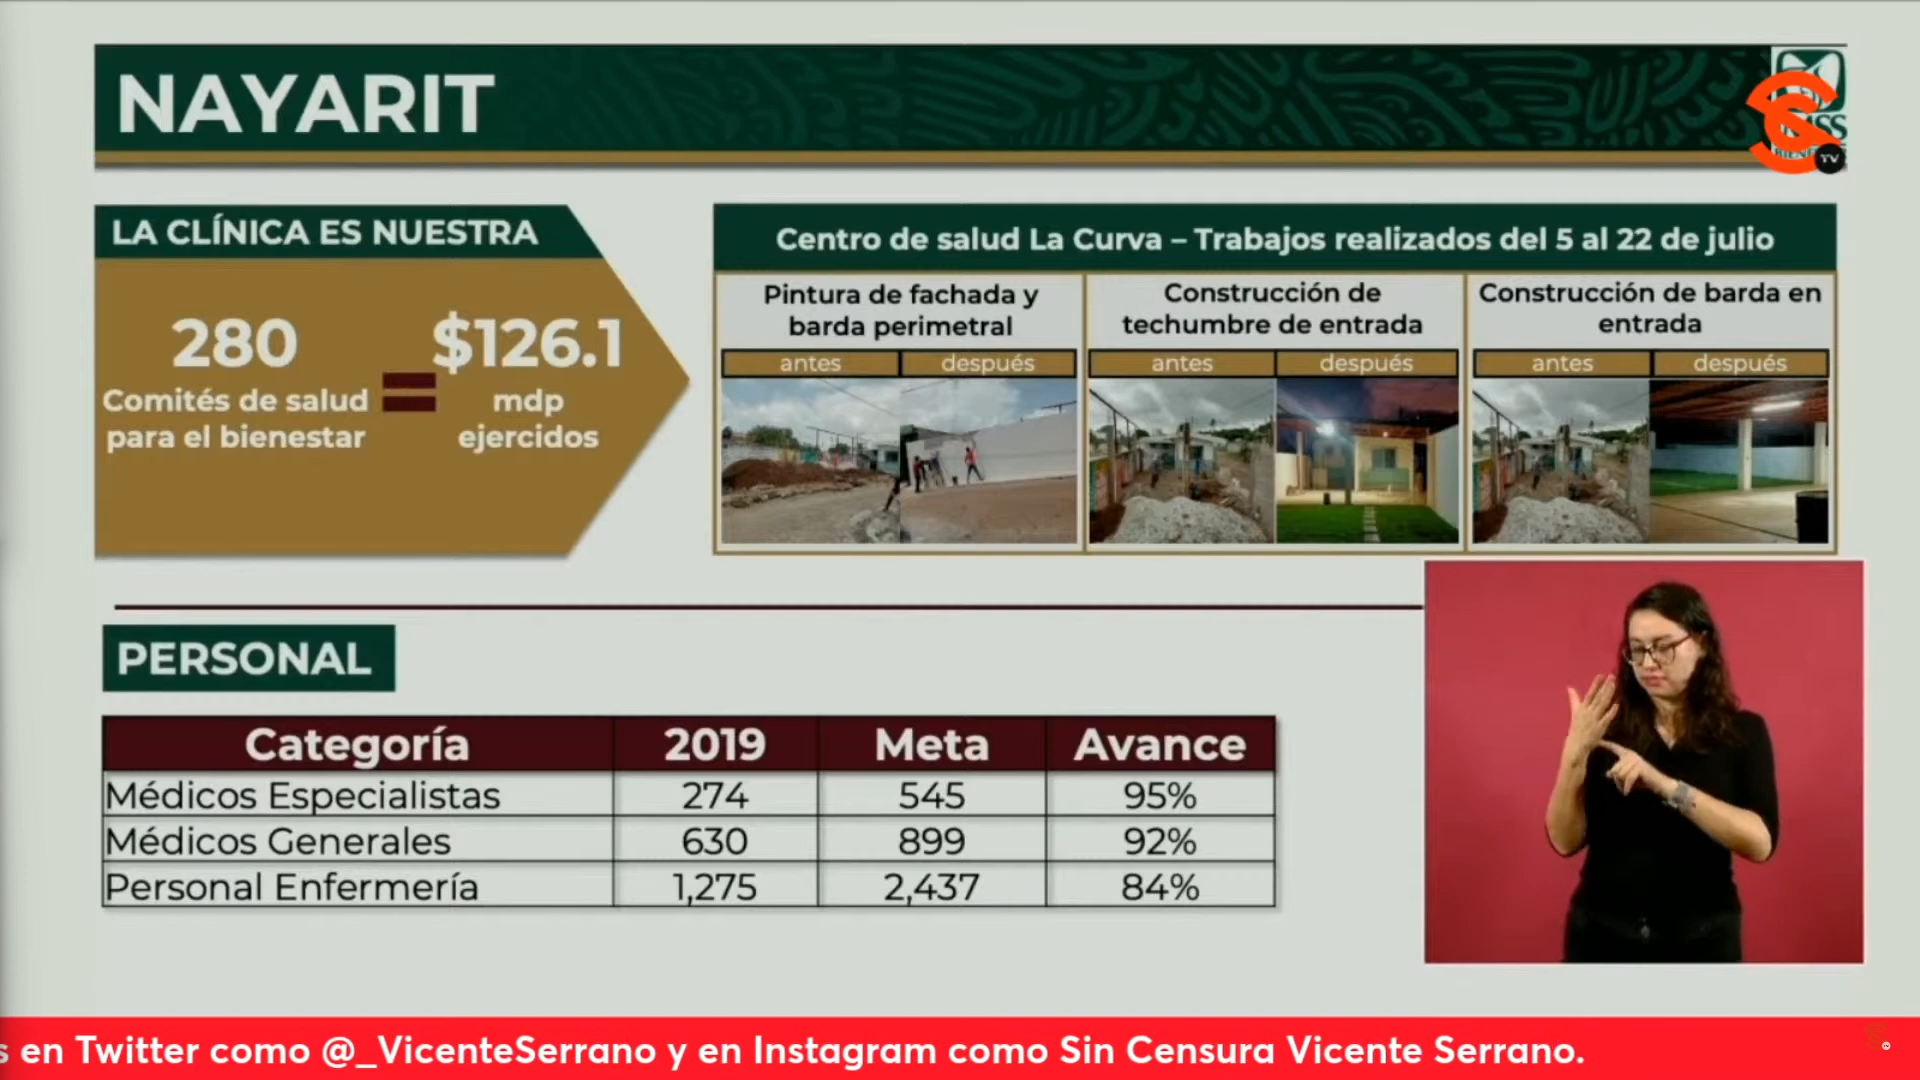 NAYARIT
TV
LA CLÍNICA ES NUESTRA
280
Comités de salud
para el bienestar
=
$126.1
mdp
ejercidos
Centro de salud La Curva – Trabajos realizados del 5 al 22 de julio
Pintura de fachada y
barda perimetral
antes después
Construcción de
techumbre de entrada
antes después
Construcción de barda en
entrada
antes después
PERSONAL
Categoría 2019 Meta Avance
Médicos Especialistas 274 545 95%
Médicos Generales 630 899 92%
Personal Enfermería 1,275 2,437 84%
s en Twitter como @_VicenteSerrano y en Instagram como Sin Censura Vicente Serrano.